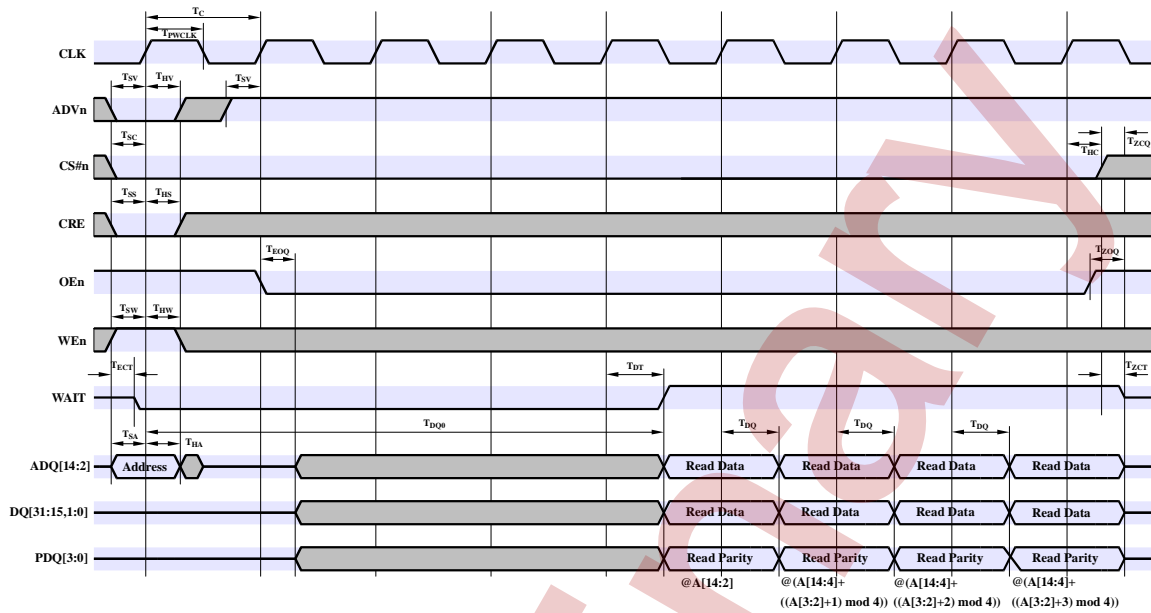 T_C
T_PWCLK
CLK
T_SV T_HV T_SV
ADVn
T_SC T_HC T_ZCQ
CS#n
T_SS T_HS
CRE
T_EOQ T_ZOQ
OEn
T_SW T_HW
WEn
T_ECT T_DT T_ZCT
WAIT
T_SA T_HA T_DQ0 T_DQ T_DQ T_DQ
ADQ[14:2] Address Read Data Read Data Read Data Read Data
DQ[31:15,1:0] Read Data Read Data Read Data Read Data
PDQ[3:0] Read Parity Read Parity Read Parity Read Parity
@A[14:2] @(A[14:4]+ @(A[14:4]+ @(A[14:4]+
((A[3:2]+1) mod 4)) ((A[3:2]+2) mod 4)) ((A[3:2]+3) mod 4))
inary